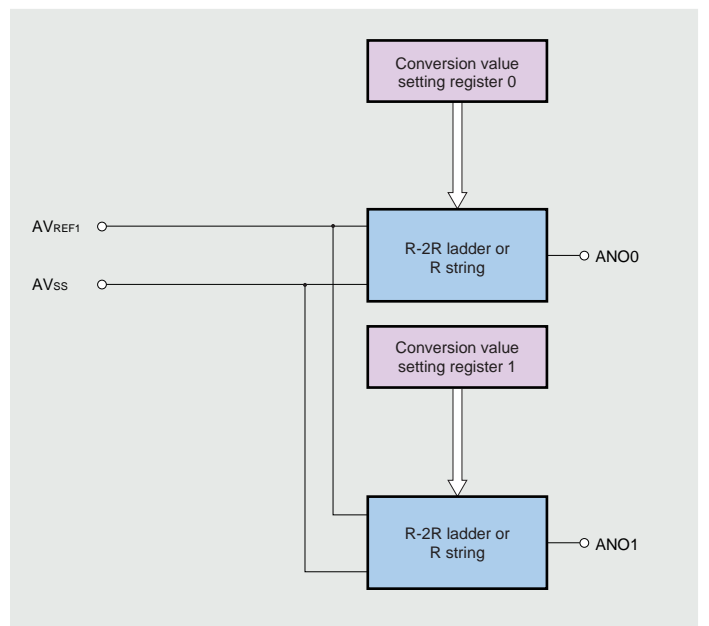 Conversion value
setting register 0
AVREF1
R-2R ladder or
R string
ANO0
AVSS
Conversion value
setting register 1
R-2R ladder or
R string
ANO1